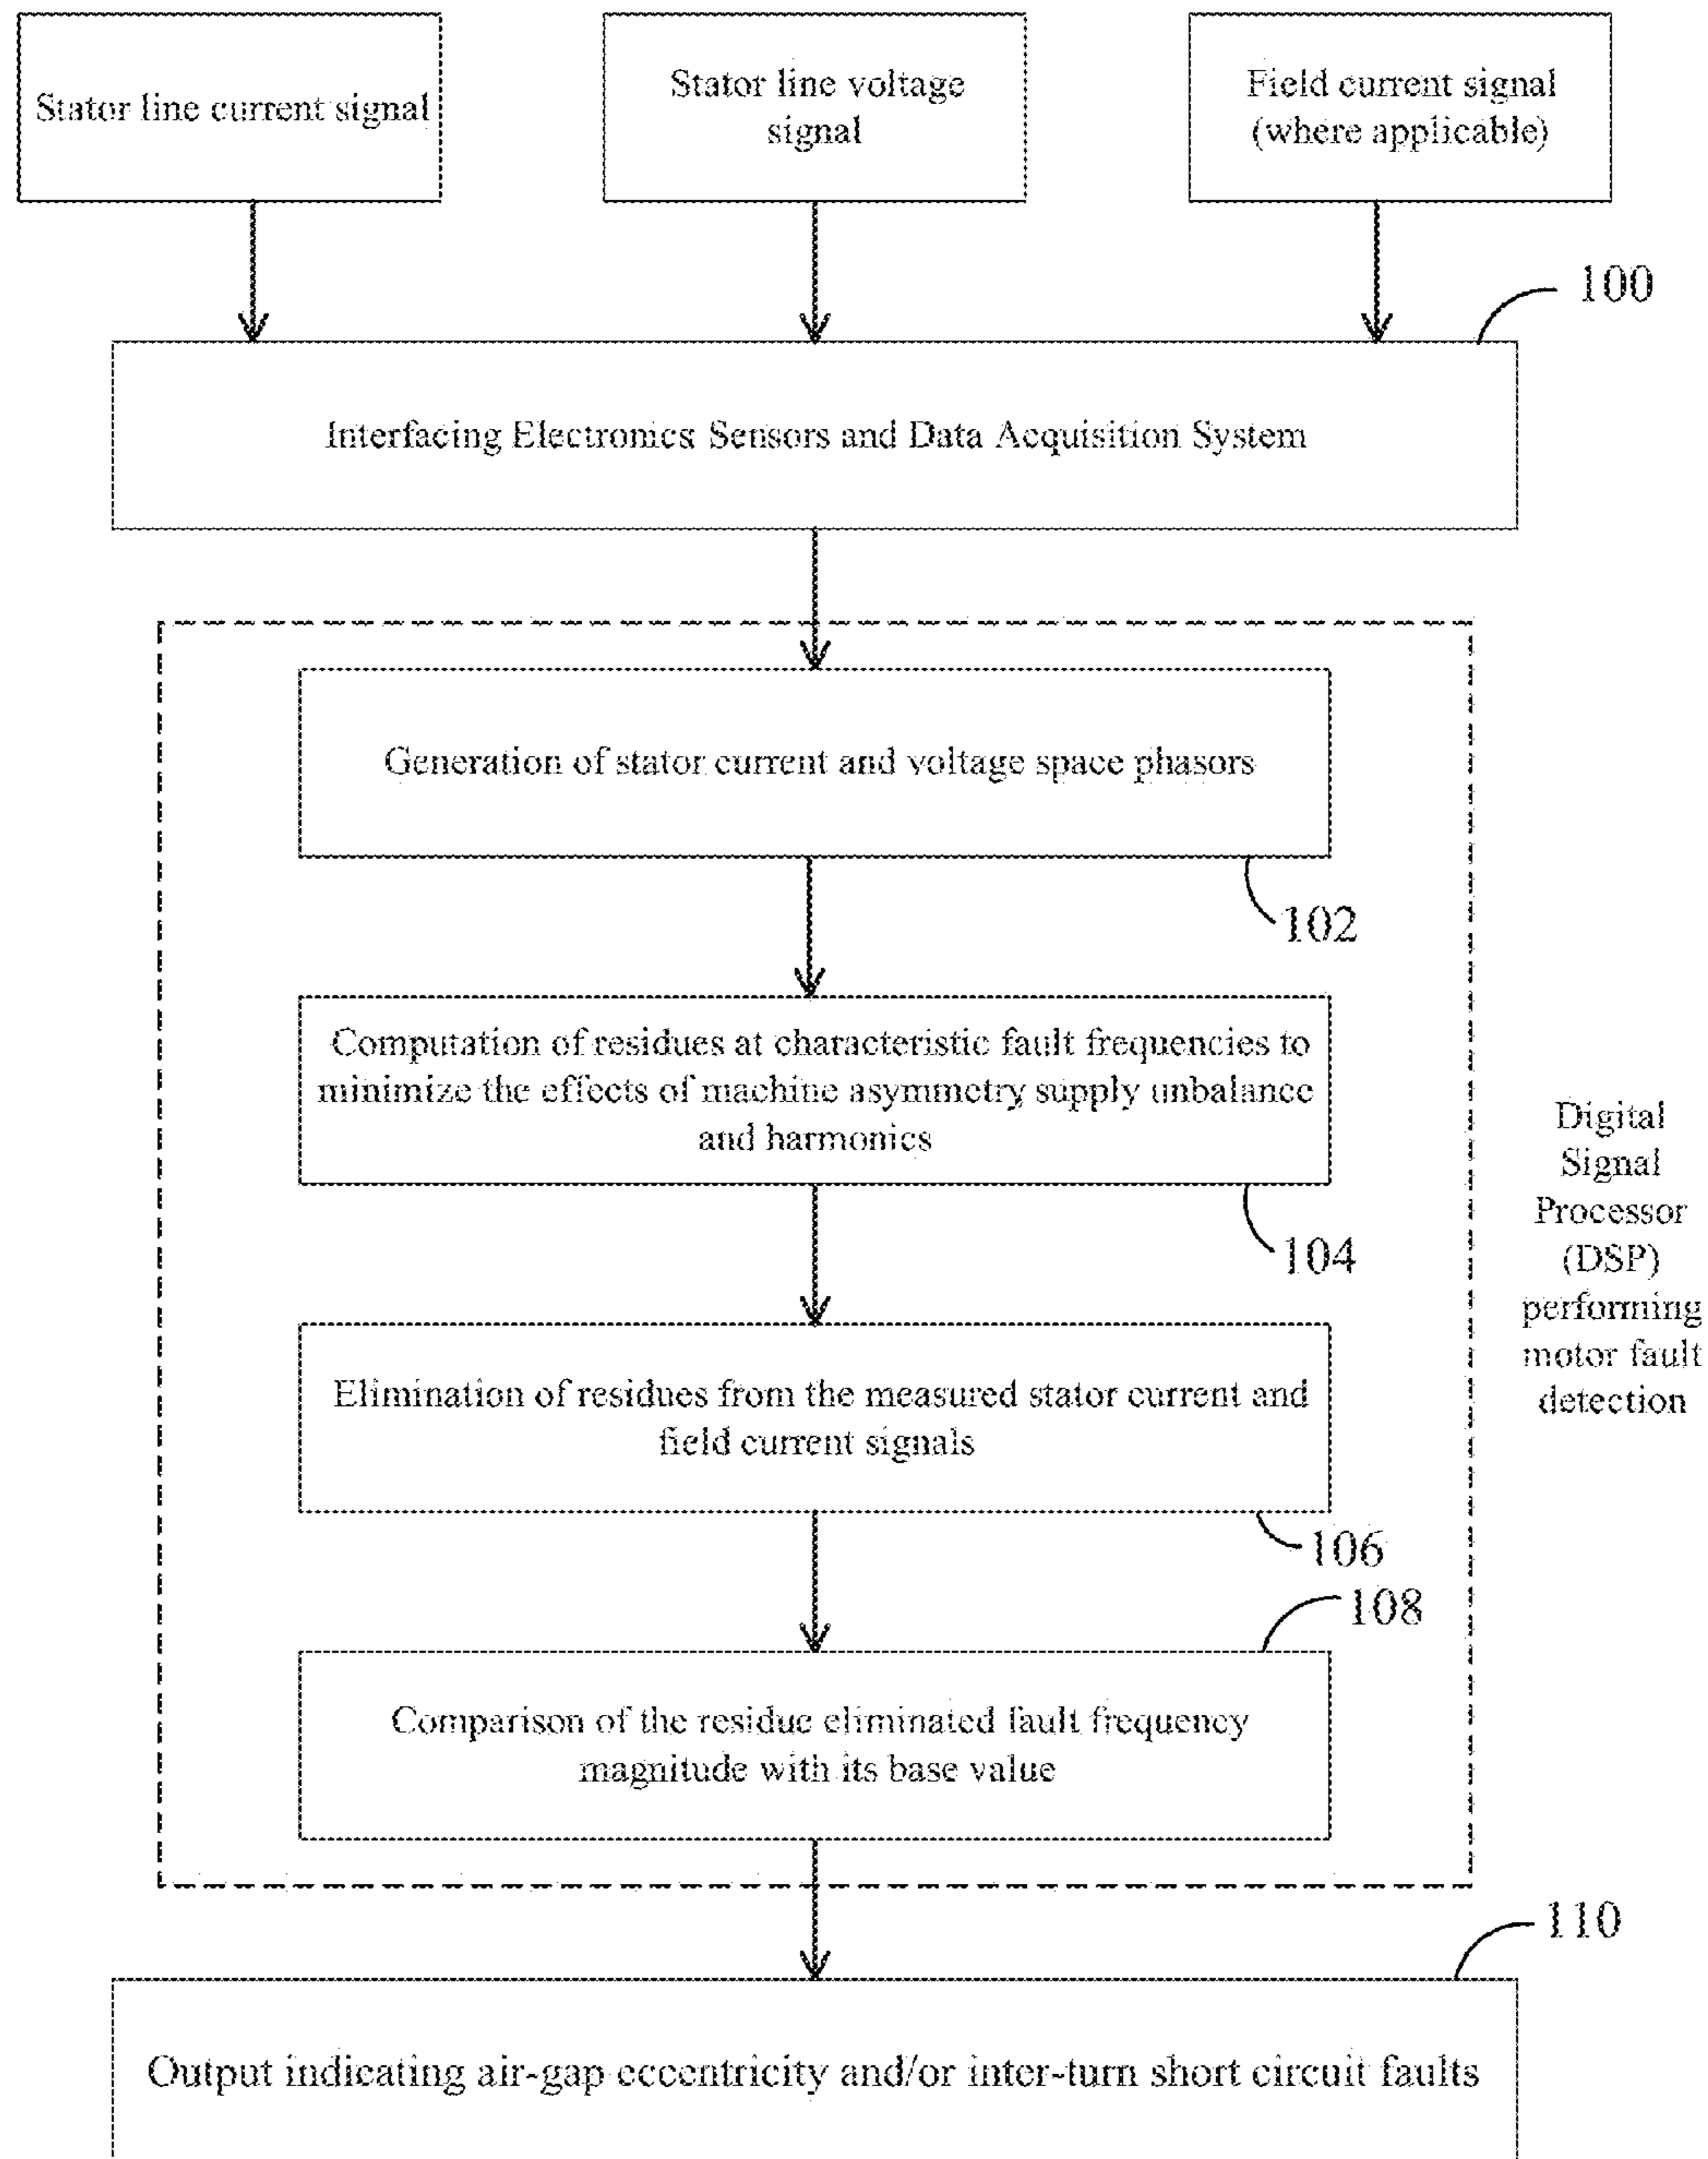 Stator line current signal
Stator line voltage
signal
Field current signal
(where applicable)
100
Interfacing Electronics Sensors and Data Acquisition System
Generation of stator current and voltage space phasors
102
Computation of residues at characteristic fault frequencies to
minimize the effects of machine asymmetry, supply unbalance
and harmonics
104
Digital
Signal
Processor
(DSP)
performing
motor fault
detection
Elimination of residues from the measured stator current and
field current signals
106
108
Comparison of the residue eliminated fault frequency
magnitude with its base value
110
Output indicating air-gap eccentricity and/or inter-turn short circuit faults